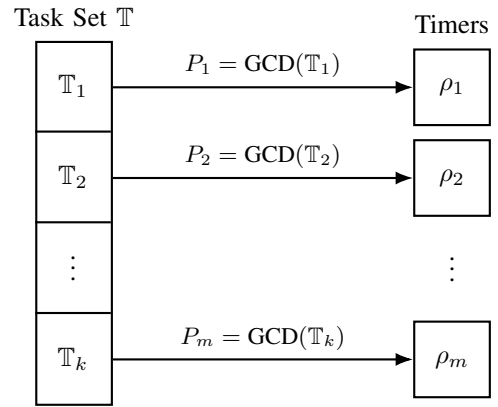 Task Set 𝕋
Timers
𝕋₁
P₁ = GCD(𝕋₁)
ρ₁
𝕋₂
P₂ = GCD(𝕋₂)
ρ₂
⋮
⋮
𝕋ₖ
Pₘ = GCD(𝕋ₖ)
ρₘ